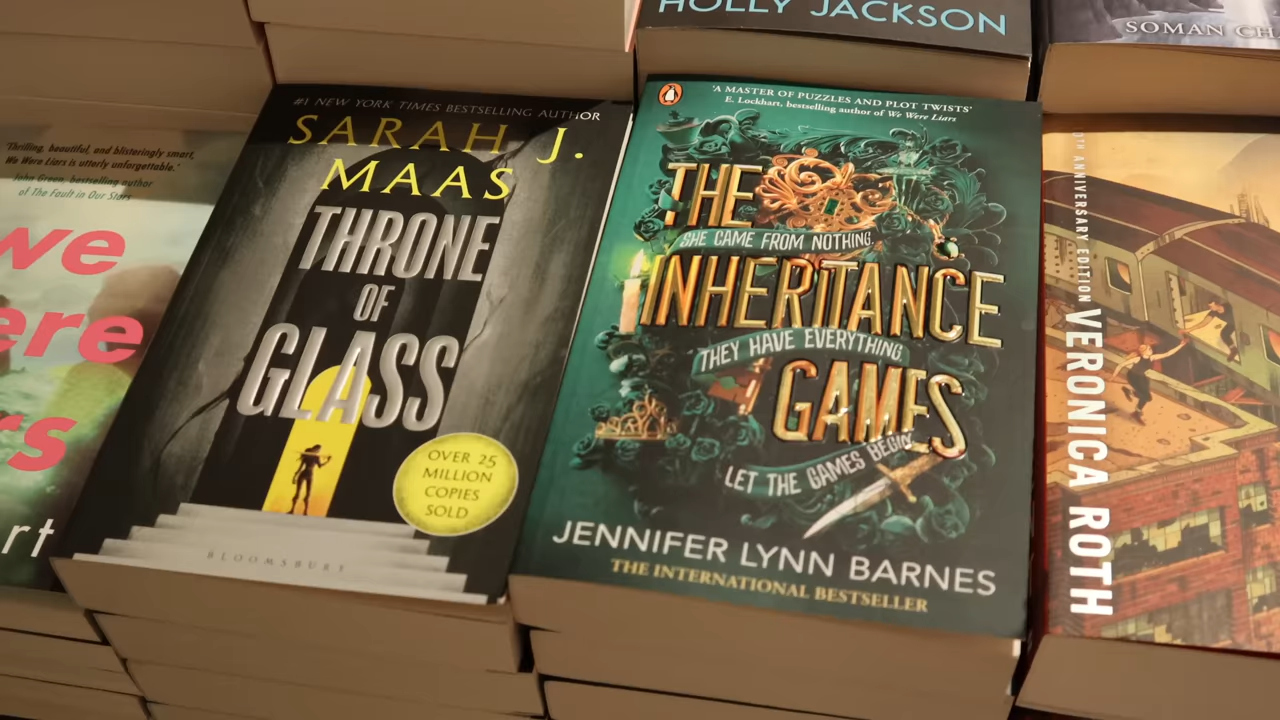 HOLLY JACKSON
SOMAN CH
'Thrilling, beautiful, and blisteringly smart,
We Were Liars is utterly unforgettable.'
John Green, bestselling author
of The Fault in Our Stars
we
ere
rs
rt
#1 NEW YORK TIMES BESTSELLING AUTHOR
SARAH J.
MAAS
THRONE
OF
GLASS
OVER 25
MILLION
COPIES
SOLD
BLOOMSBURY
'A MASTER OF PUZZLES AND PLOT TWISTS'
E. Lockhart, bestselling author of We Were Liars
THE
SHE CAME FROM NOTHING
INHERITANCE
THEY HAVE EVERYTHING
GAMES
LET THE GAMES BEGIN
JENNIFER LYNN BARNES
THE INTERNATIONAL BESTSELLER
TH ANNIVERSARY EDITION
VERONICA ROTH